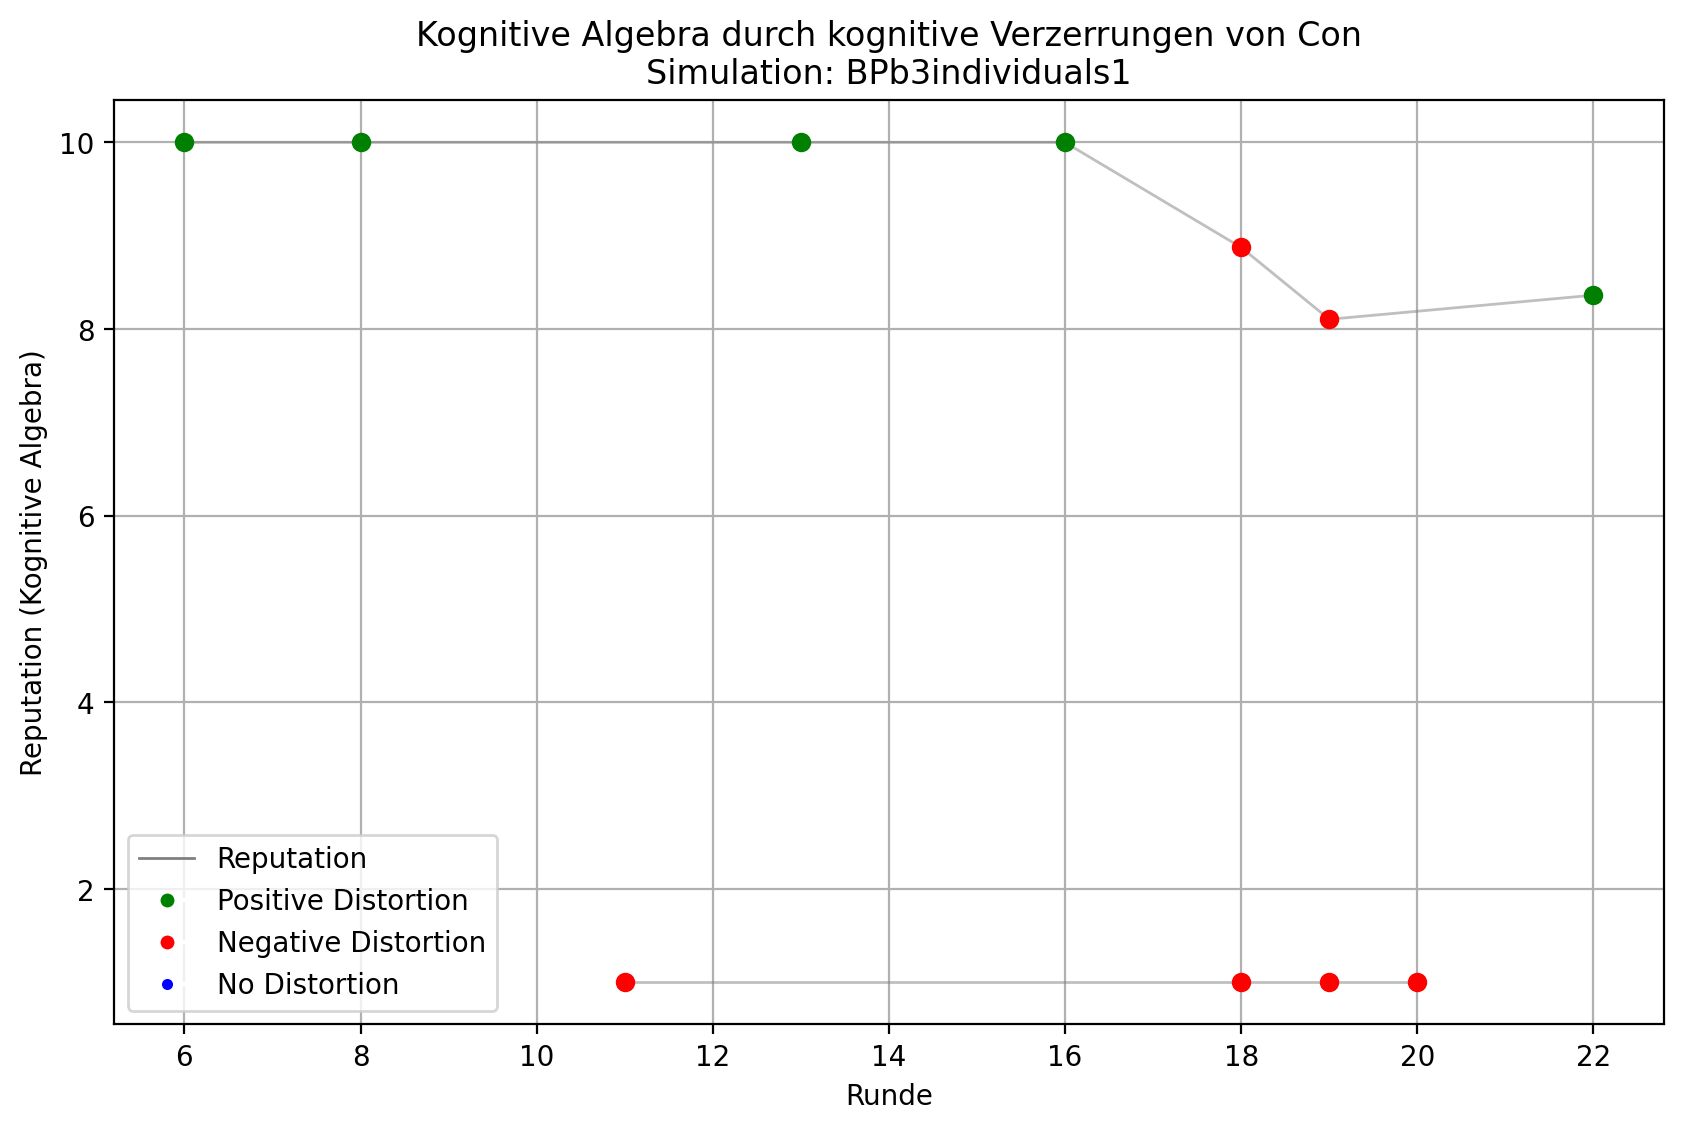 Kognitive Algebra durch kognitive Verzerrungen von Con
Simulation: BPb3individuals1
Reputation (Kognitive Algebra)
10
8
6
4
2
Reputation
Positive Distortion
Negative Distortion
No Distortion
6 8 10 12 14 16 18 20 22
Runde